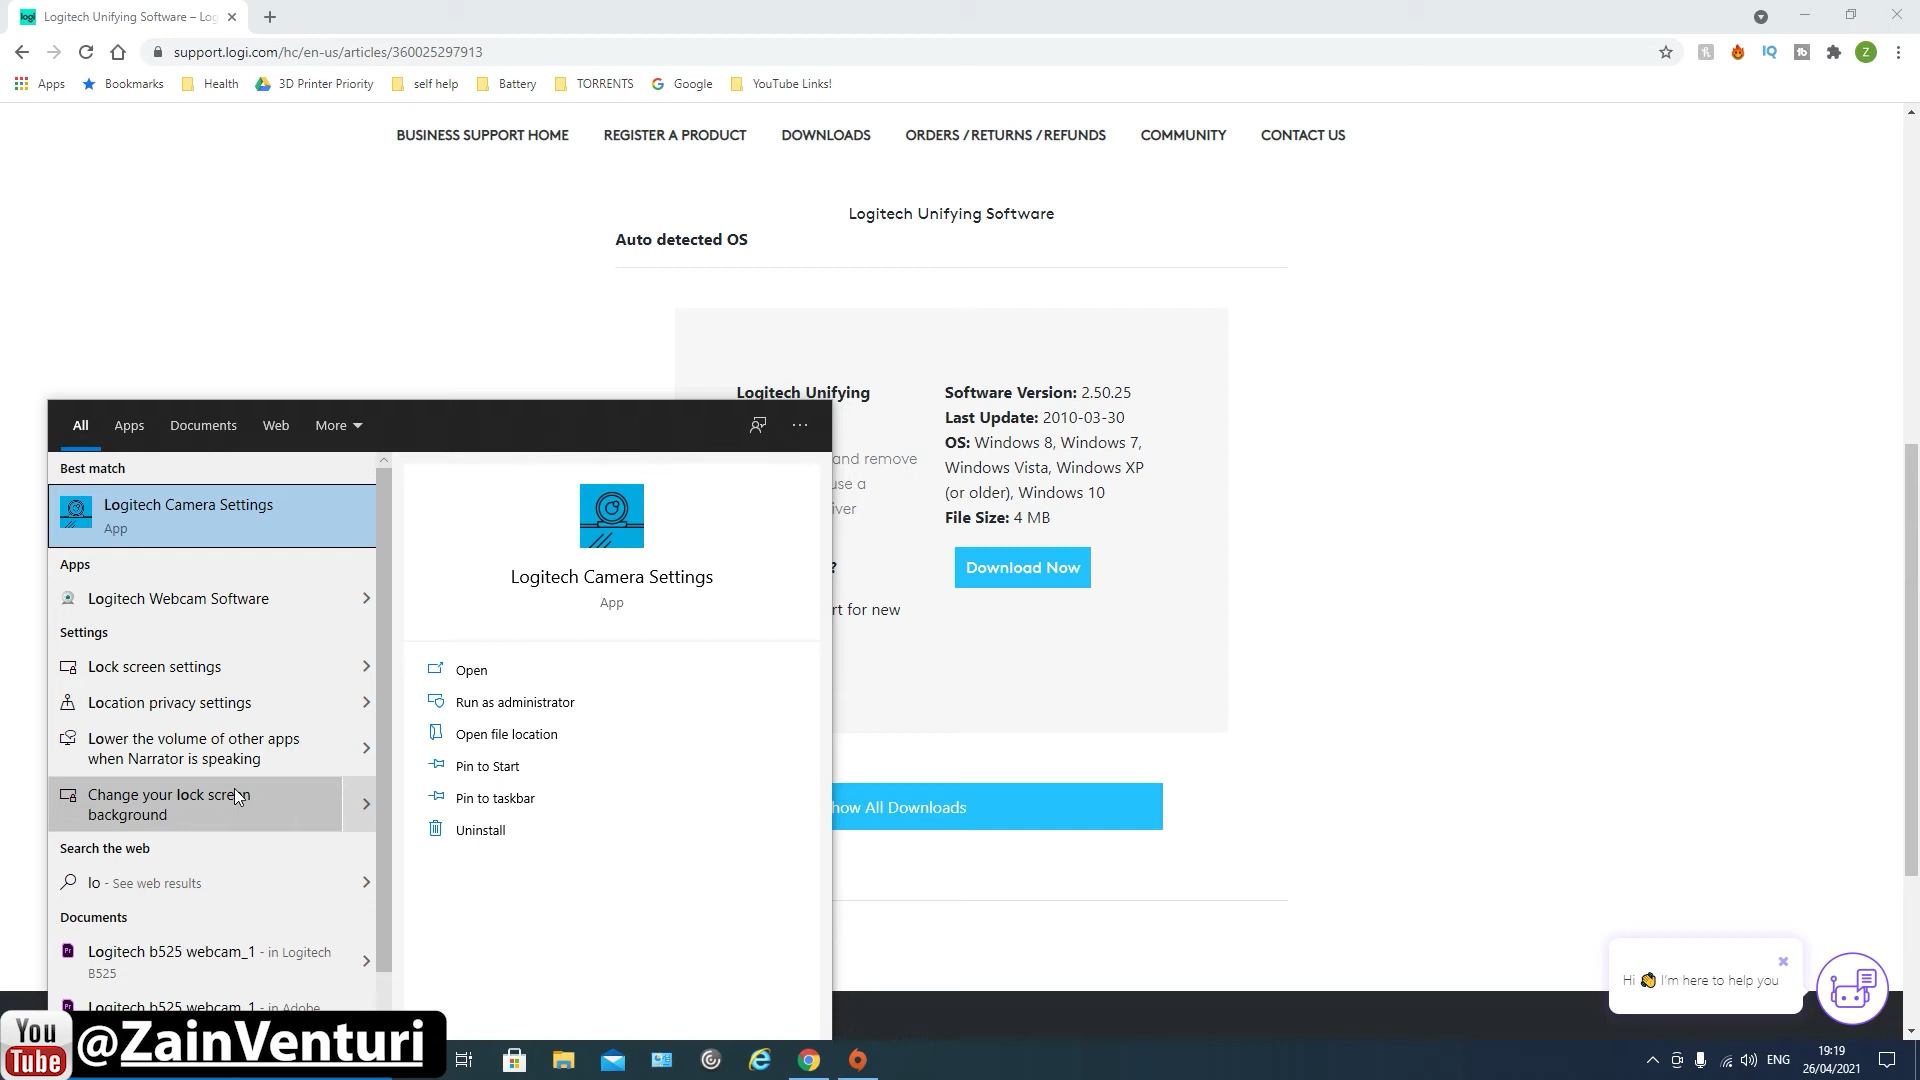 logi
Logitech Unifying Software – Log
support.logi.com/hc/en-us/articles/360025297913
IQ
Z
Apps
Bookmarks
Health
3D Printer Priority
self help
Battery
TORRENTS
Google
YouTube Links!
BUSINESS SUPPORT HOME
REGISTER A PRODUCT
DOWNLOADS
ORDERS / RETURNS / REFUNDS
COMMUNITY
CONTACT US
Logitech Unifying Software
Auto detected OS
Logitech Unifying
and remove
use a
iver
?
rt for new
Software Version: 2.50.25
Last Update: 2010-03-30
OS: Windows 8, Windows 7,
Windows Vista, Windows XP
(or older), Windows 10
File Size: 4 MB
Download Now
how All Downloads
All
Apps
Documents
Web
More
Best match
Logitech Camera Settings
App
Apps
Logitech Webcam Software
Settings
Lock screen settings
Location privacy settings
Lower the volume of other apps
when Narrator is speaking
Change your lock screen
background
Search the web
lo - See web results
Documents
Logitech b525 webcam_1 - in Logitech
B525
Logitech b525 webcam_1 - in Adobe
Logitech Camera Settings
App
Open
Run as administrator
Open file location
Pin to Start
Pin to taskbar
Uninstall
Hi 👋 I'm here to help you
You
Tube
@ZainVenturi
ENG
19:19
26/04/2021